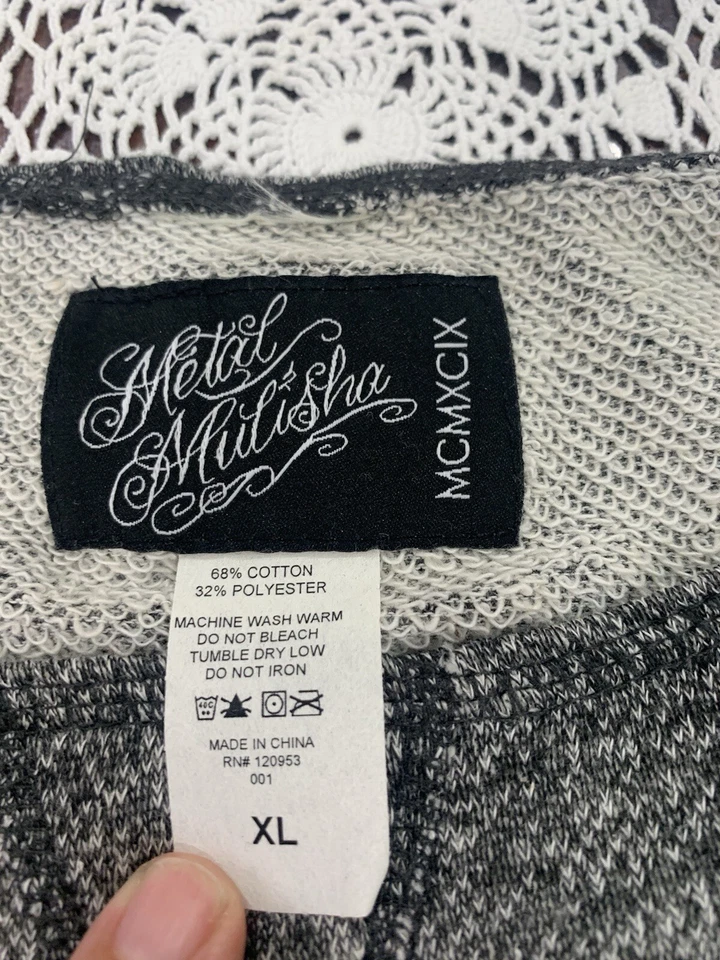 Metal
Mulisha
MCMXCIX
68% COTTON
32% POLYESTER
MACHINE WASH WARM
DO NOT BLEACH
TUMBLE DRY LOW
DO NOT IRON
40C
MADE IN CHINA
RN# 120953
001
XL